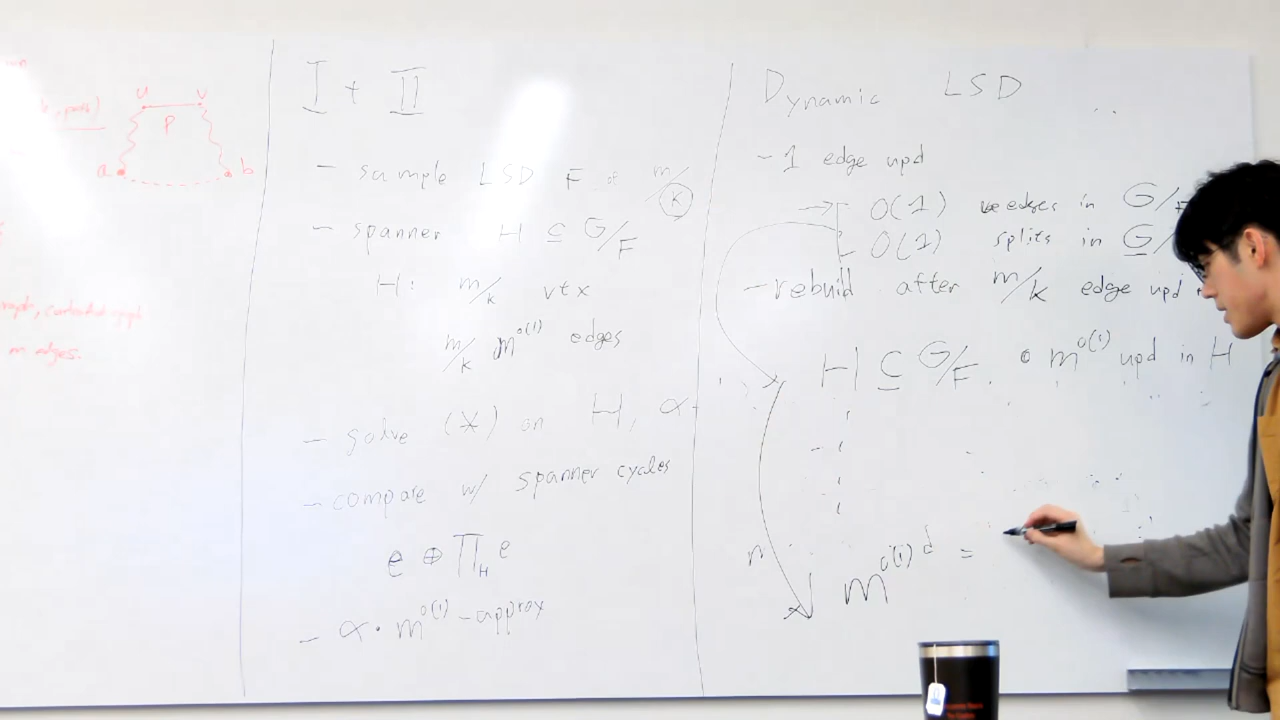 u v
P
a b
m edges.
I + II
- sample LSD F of m/k
- spanner H ⊆ G/F
H: m/k vtx
m/k m^o(1) edges
- solve (*) on H, α
- compare w/ spanner cycles
e ⊕ Π_H e
- α · m^o(1) - approx
Dynamic LSD
- 1 edge upd
→ O(1) edges in G/F
O(1) splits in G/
- rebuild after m/k edge upd
H ⊆ G/F. m^o(1) upd in H
m^o(1)d =